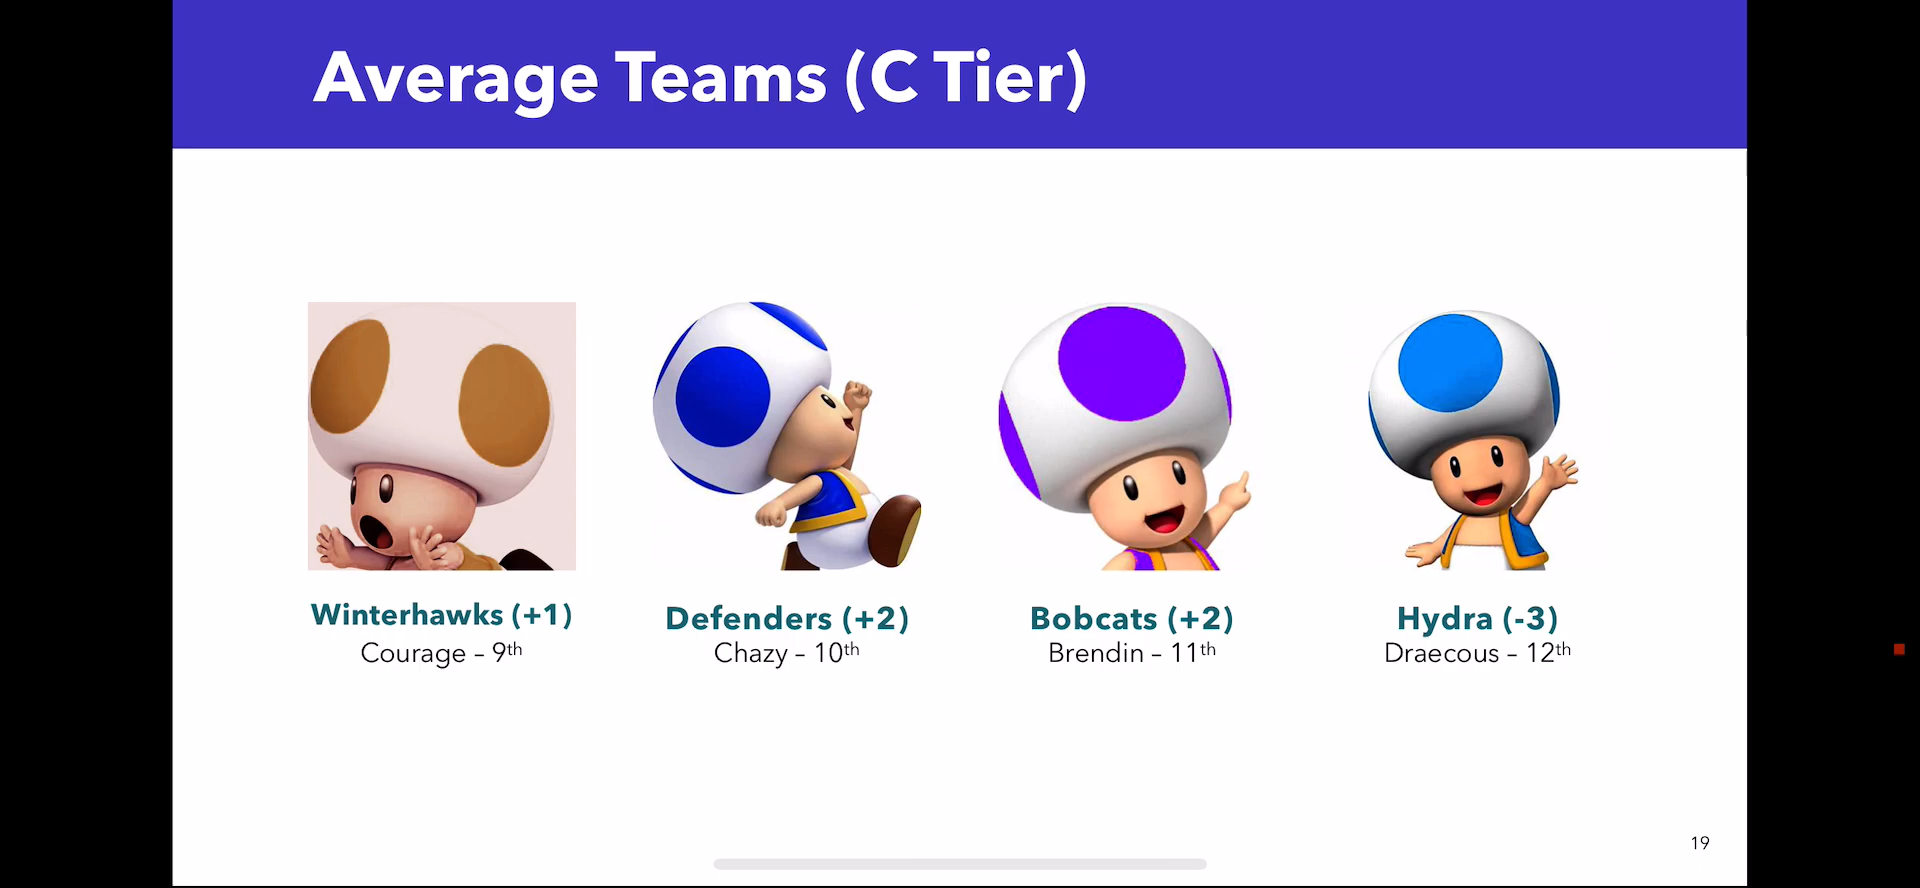 Average Teams (C Tier)
Winterhawks (+1)
Courage – 9th
Defenders (+2)
Chazy – 10th
Bobcats (+2)
Brendin – 11th
Hydra (-3)
Draecous – 12th
19